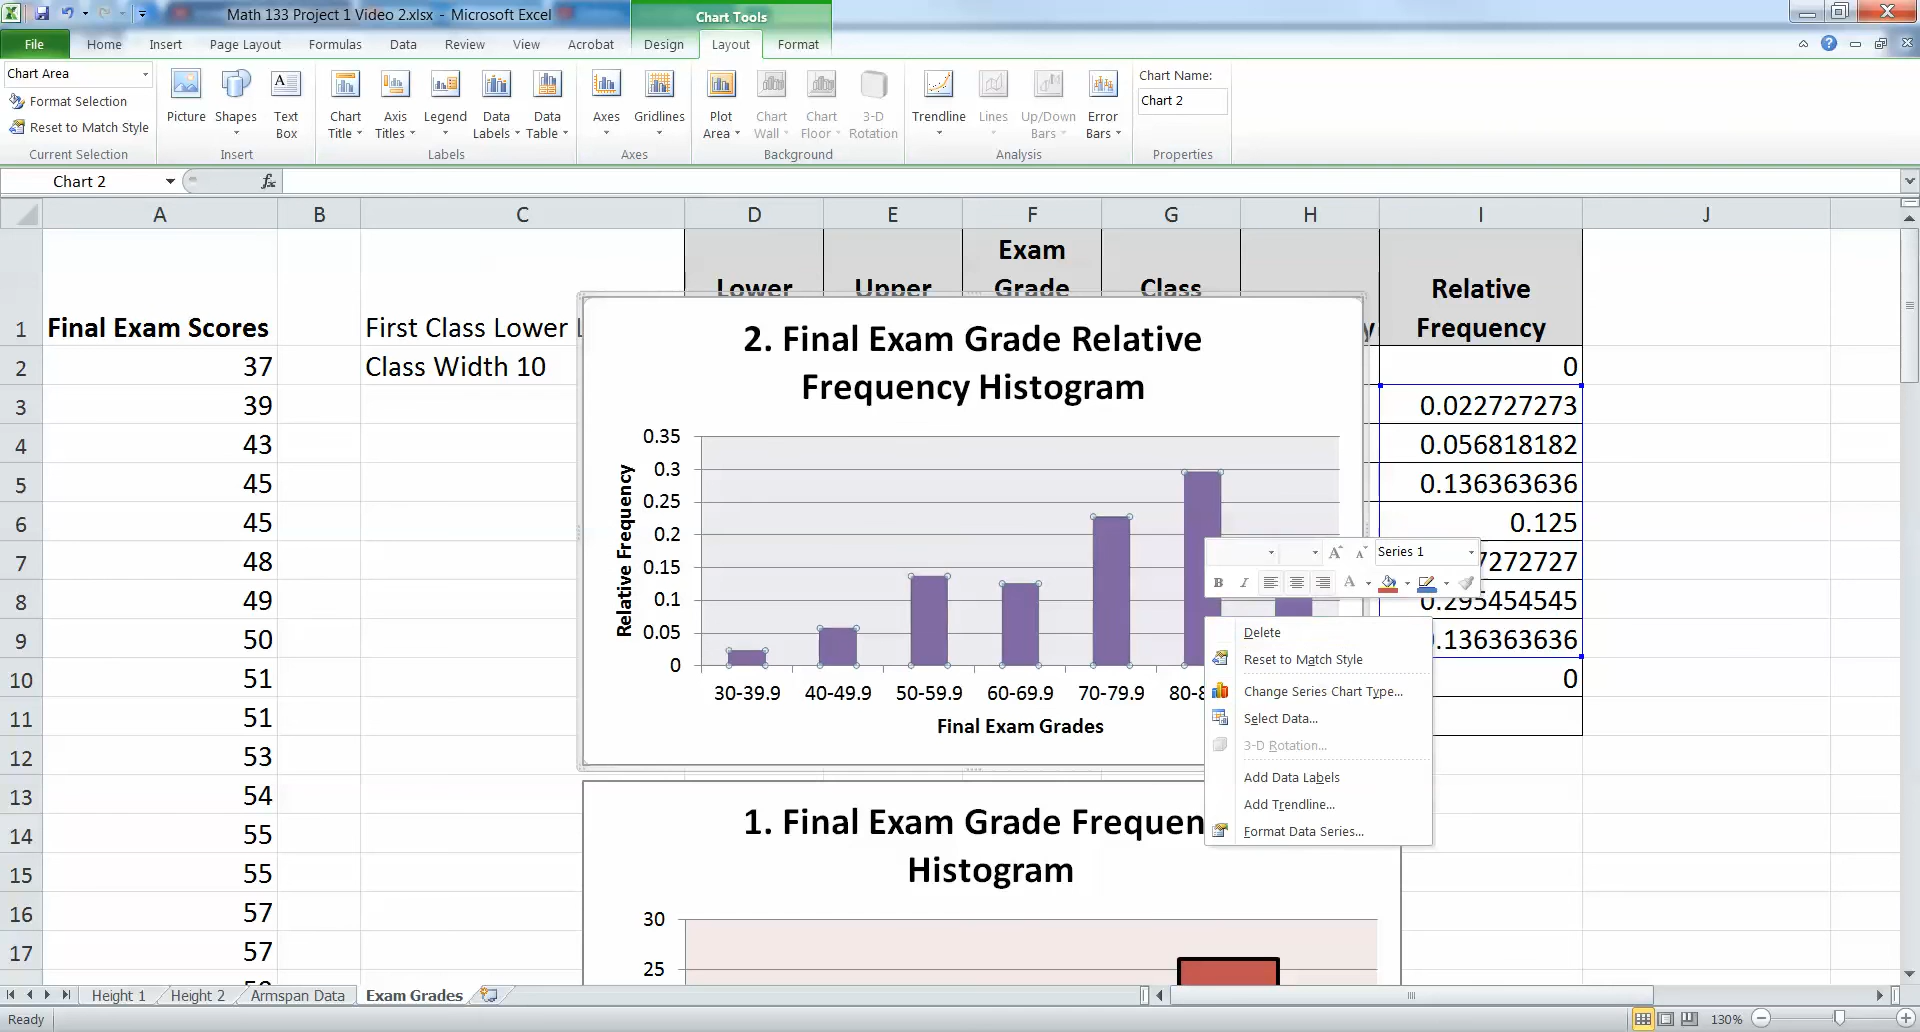 Math 133 Project 1 Video 2.xlsx - Microsoft Excel
Chart Tools
File Home Insert Page Layout Formulas Data Review View Acrobat Design Layout Format
Chart Area
Format Selection
Reset to Match Style
Current Selection
Picture Shapes Text Box
Insert
Chart Title Axis Titles Legend Data Labels Data Table
Labels
Axes Gridlines
Axes
Plot Area Chart Wall Chart Floor 3-D Rotation
Background
Trendline Lines Up/Down Bars Error Bars
Analysis
Chart Name:
Chart 2
Properties
Chart 2 fx
A B C D E F G H I J
1 Final Exam Scores First Class Lower Lower Upper Exam Grade Class Relative Frequency
2 37 Class Width 10 0
3 39 0.022727273
4 43 0.056818182
5 45 0.136363636
6 45 0.125
7 48 7272727
8 49 0.295454545
9 50 0.136363636
10 51 0
11 51
12 53
13 54
14 55
15 55
16 57
17 57
2. Final Exam Grade Relative
Frequency Histogram
Relative Frequency
0.35
0.3
0.25
0.2
0.15
0.1
0.05
0
30-39.9 40-49.9 50-59.9 60-69.9 70-79.9 80-8
Final Exam Grades
Series 1
B I A
Delete
Reset to Match Style
Change Series Chart Type...
Select Data...
3-D Rotation...
Add Data Labels
Add Trendline...
Format Data Series...
1. Final Exam Grade Frequen
Histogram
30
25
Height 1 Height 2 Armspan Data Exam Grades
Ready
130%